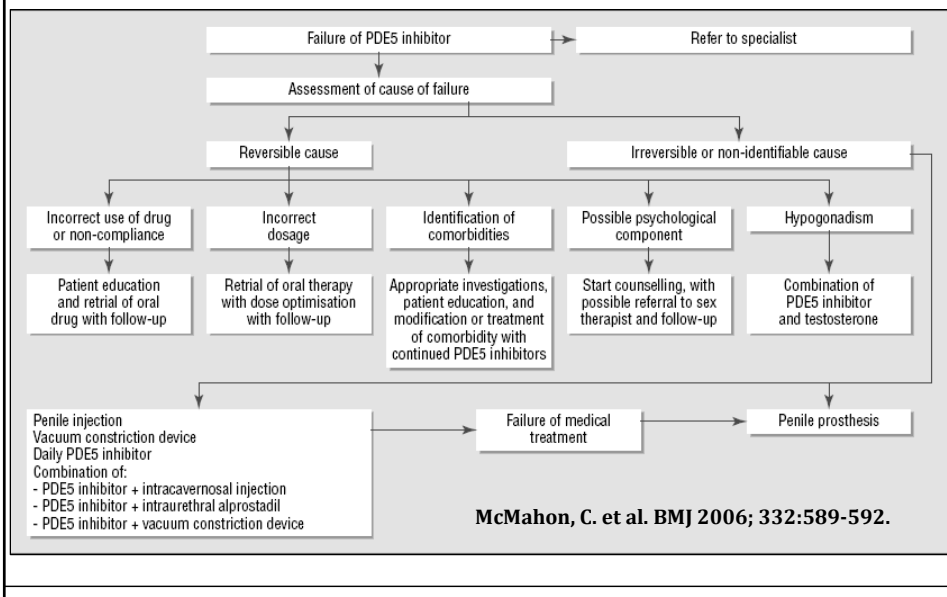 Failure of PDE5 inhibitor
Refer to specialist
Assessment of cause of failure
Reversible cause
Irreversible or non-identifiable cause
Incorrect use of drug
or non-compliance
Incorrect
dosage
Identification of
comorbidities
Possible psychological
component
Hypogonadism
Patient education
and retrial of oral
drug with follow-up
Retrial of oral therapy
with dose optimisation
with follow-up
Appropriate investigations,
patient education, and
modification or treatment
of comorbidity with
continued PDE5 inhibitors
Start counselling, with
possible referral to sex
therapist and follow-up
Combination of
PDE5 inhibitor
and testosterone
Penile injection
Vacuum constriction device
Daily PDE5 inhibitor
Combination of:
- PDE5 inhibitor + intracavernosal injection
- PDE5 inhibitor + intraurethral alprostadil
- PDE5 inhibitor + vacuum constriction device
Failure of medical
treatment
Penile prosthesis
McMahon, C. et al. BMJ 2006; 332:589-592.